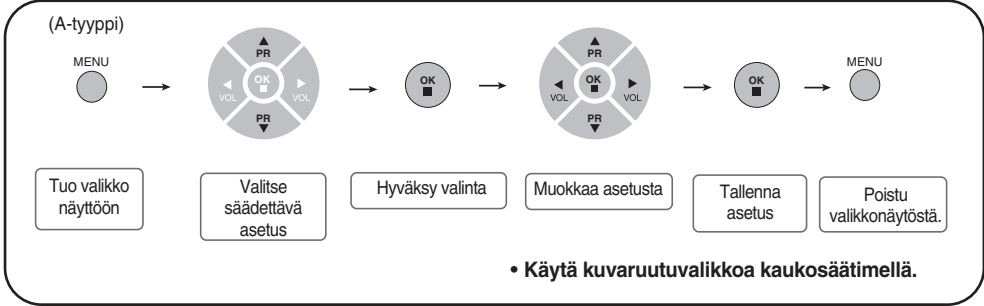 (A-tyyppi)
MENU
PR
VOL
OK
VOL
PR
OK
PR
VOL
OK
VOL
PR
OK
MENU
Tuo valikko
näyttöön
Valitse
säädettävä
asetus
Hyväksy valinta
Muokkaa asetusta
Tallenna
asetus
Poistu
valikkonäytöstä.
• Käytä kuvaruutuvalikkoa kaukosäätimellä.